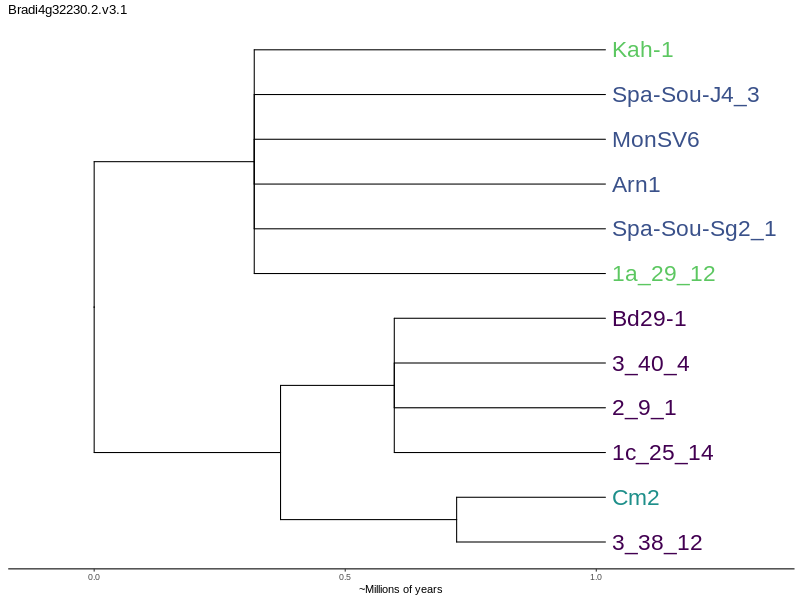 Bradi4g32230.2.v3.1
Kah-1
Spa-Sou-J4_3
MonSV6
Arn1
Spa-Sou-Sg2_1
1a_29_12
Bd29-1
3_40_4
2_9_1
1c_25_14
Cm2
3_38_12
0.0 0.5 1.0
~Millions of years